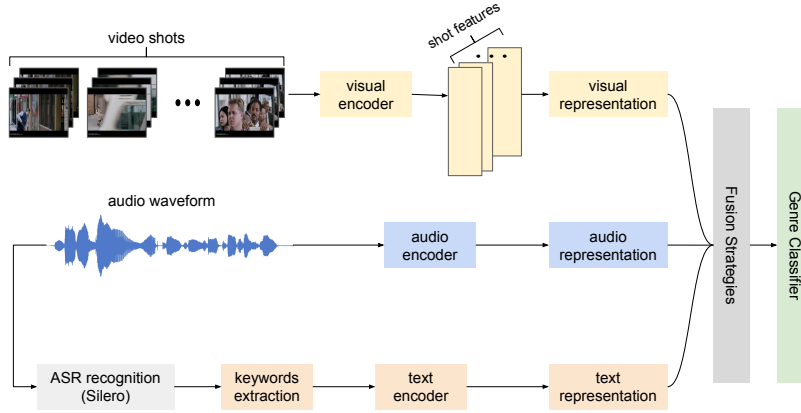 video shots
shot features
visual
encoder
visual
representation
audio waveform
audio
encoder
audio
representation
ASR recognition
(Silero)
keywords
extraction
text
encoder
text
representation
Fusion Strategies
Genre Classifier